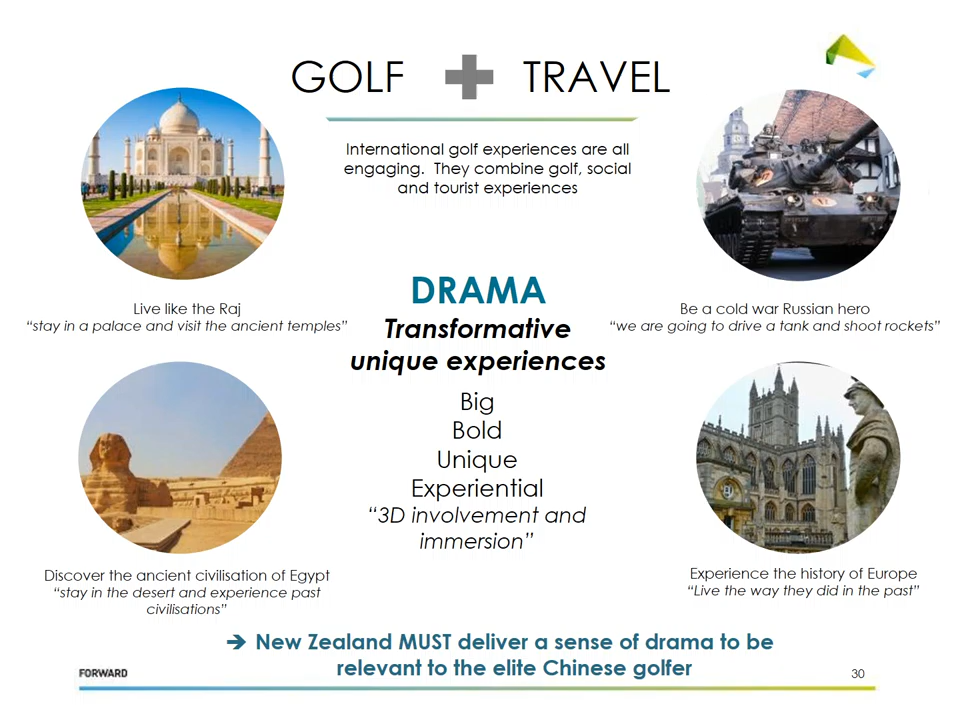 GOLF + TRAVEL
International golf experiences are all
engaging. They combine golf, social
and tourist experiences
Live like the Raj
“stay in a palace and visit the ancient temples”
Be a cold war Russian hero
“we are going to drive a tank and shoot rockets”
DRAMA
Transformative
unique experiences
Big
Bold
Unique
Experiential
“3D involvement and
immersion”
Discover the ancient civilisation of Egypt
“stay in the desert and experience past
civilisations”
Experience the history of Europe
“Live the way they did in the past”
➔ New Zealand MUST deliver a sense of drama to be
relevant to the elite Chinese golfer
FORWARD
30